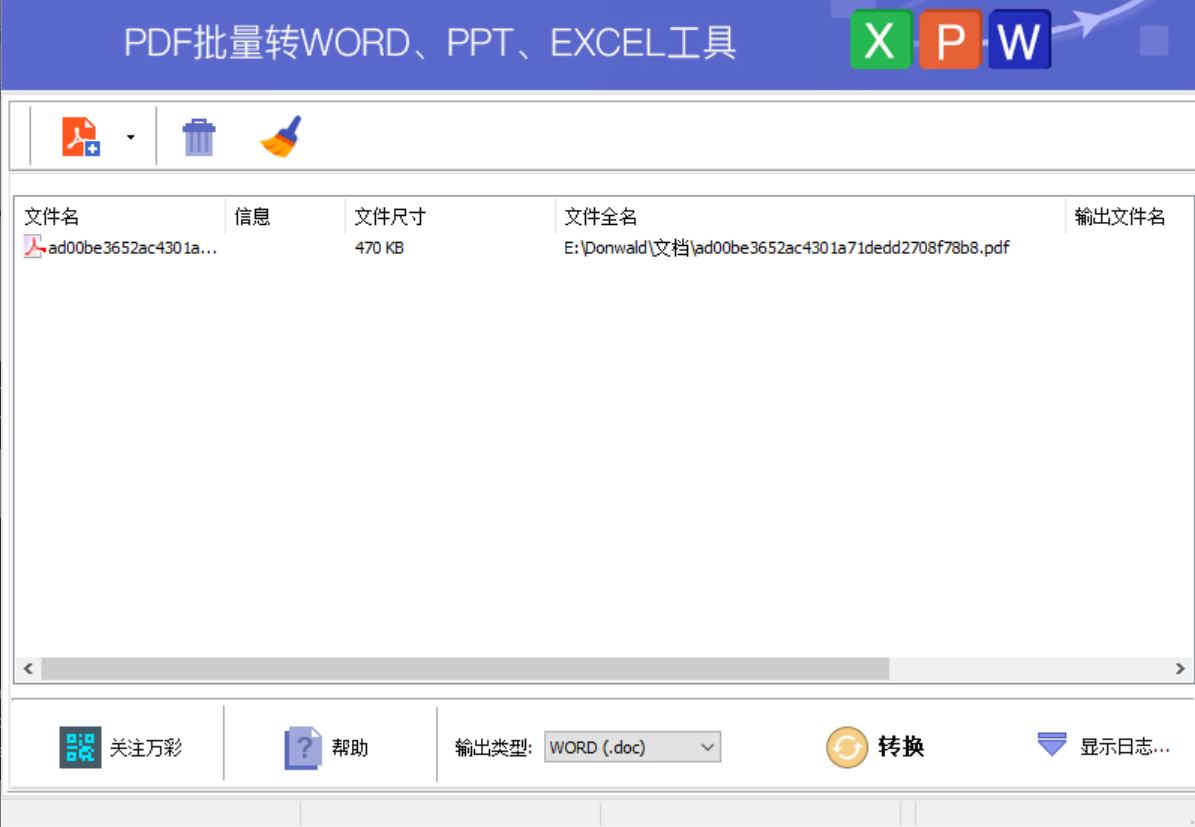 PDF批量转WORD、PPT、EXCEL工具 X P W
文件名 信息 文件尺寸 文件全名 输出文件名
ad00be3652ac4301a... 470 KB E:\Donwald\文档\ad00be3652ac4301a71dedd2708f78b8.pdf
关注万彩 ? 帮助 输出类型: WORD (.doc) 转换 显示日志...